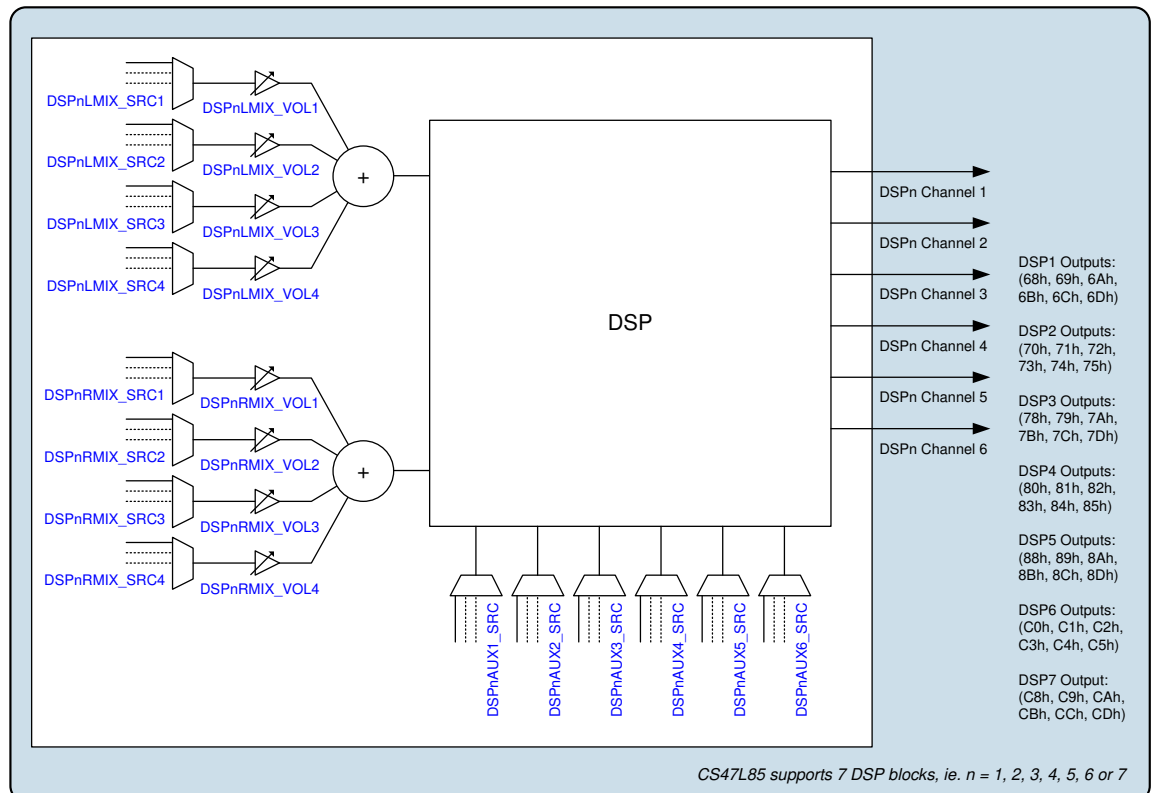 DSPnLMIX_SRC1
DSPnLMIX_VOL1
DSPnLMIX_SRC2
DSPnLMIX_VOL2
DSPnLMIX_SRC3
DSPnLMIX_VOL3
DSPnLMIX_SRC4
DSPnLMIX_VOL4
+
DSPnRMIX_SRC1
DSPnRMIX_VOL1
DSPnRMIX_SRC2
DSPnRMIX_VOL2
DSPnRMIX_SRC3
DSPnRMIX_VOL3
DSPnRMIX_SRC4
DSPnRMIX_VOL4
+
DSP
DSPnAUX1_SRC
DSPnAUX2_SRC
DSPnAUX3_SRC
DSPnAUX4_SRC
DSPnAUX5_SRC
DSPnAUX6_SRC
DSPn Channel 1
DSPn Channel 2
DSPn Channel 3
DSPn Channel 4
DSPn Channel 5
DSPn Channel 6
DSP1 Outputs:
(68h, 69h, 6Ah,
6Bh, 6Ch, 6Dh)
DSP2 Outputs:
(70h, 71h, 72h,
73h, 74h, 75h)
DSP3 Outputs:
(78h, 79h, 7Ah,
7Bh, 7Ch, 7Dh)
DSP4 Outputs:
(80h, 81h, 82h,
83h, 84h, 85h)
DSP5 Outputs:
(88h, 89h, 8Ah,
8Bh, 8Ch, 8Dh)
DSP6 Outputs:
(C0h, C1h, C2h,
C3h, C4h, C5h)
DSP7 Output:
(C8h, C9h, CAh,
CBh, CCh, CDh)
CS47L85 supports 7 DSP blocks, ie. n = 1, 2, 3, 4, 5, 6 or 7